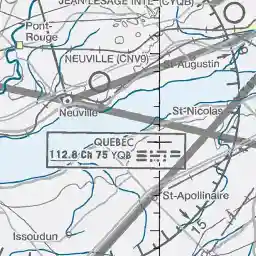 JEAN LESAGE INTL (CYQB)
Pont-
Rouge
NEUVILLE (CNV9)
St-Augustin
Neuville
St-Nicolas
QUEBEC
112.8 Ch 75 YQB
St-Apollinaire
Issoudun
15